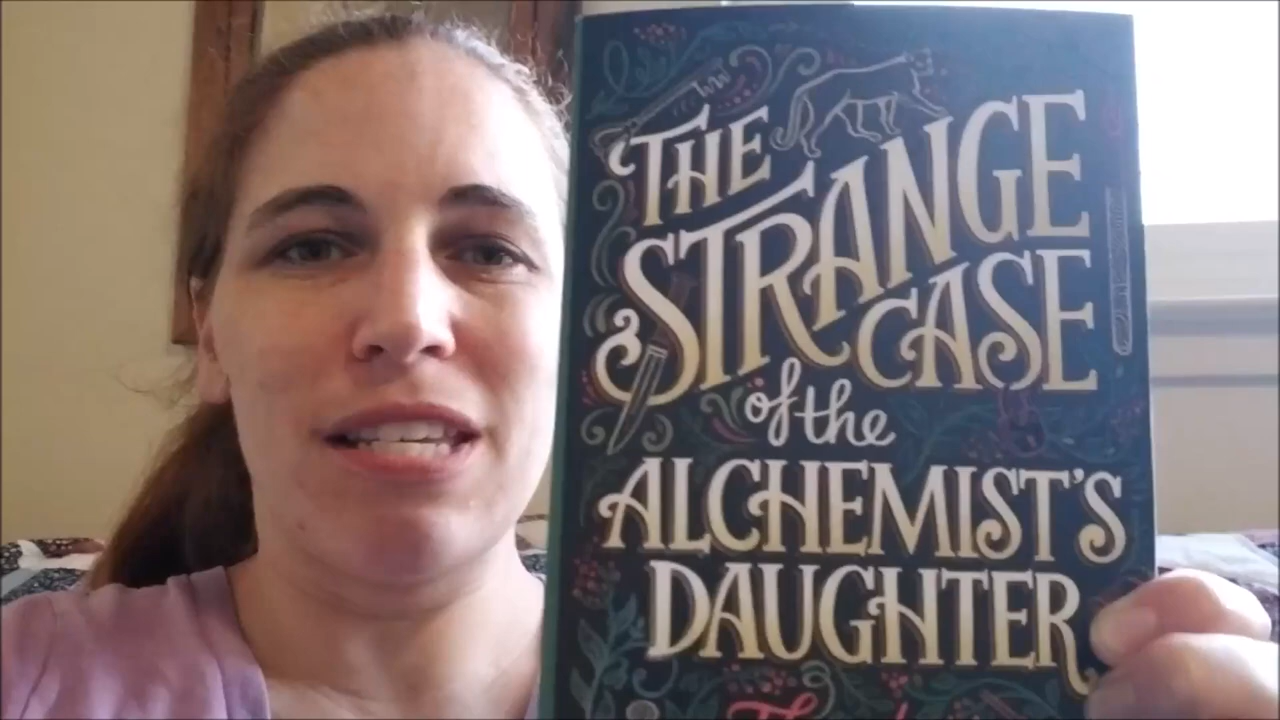 THE
STRANGE
CASE
of the
ALCHEMIST'S
DAUGHTER